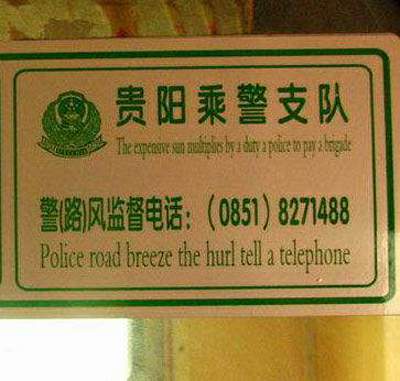 贵阳乘警支队
The expensive sun multiplies by a duty a police to pay a brigade
警(路)风监督电话：(0851) 8271488
Police road breeze the hurl tell a telephone